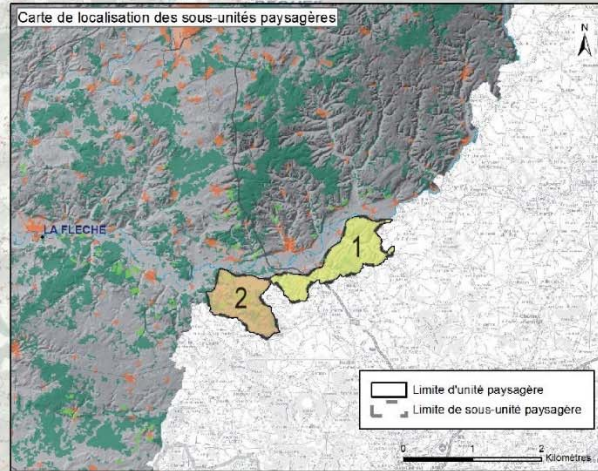 Carte de localisation des sous-unités paysagères
N
LA FLECHE
1
2
Limite d'unité paysagère
Limite de sous-unité paysagère
0 1 2
Kilomètres